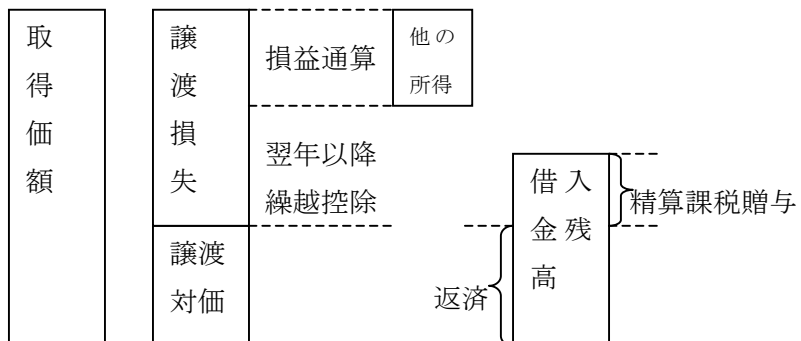 取得価額
譲渡損失
損益通算
他の
所得
翌年以降
繰越控除
譲渡
対価
借入
金残
高
精算課税贈与
返済